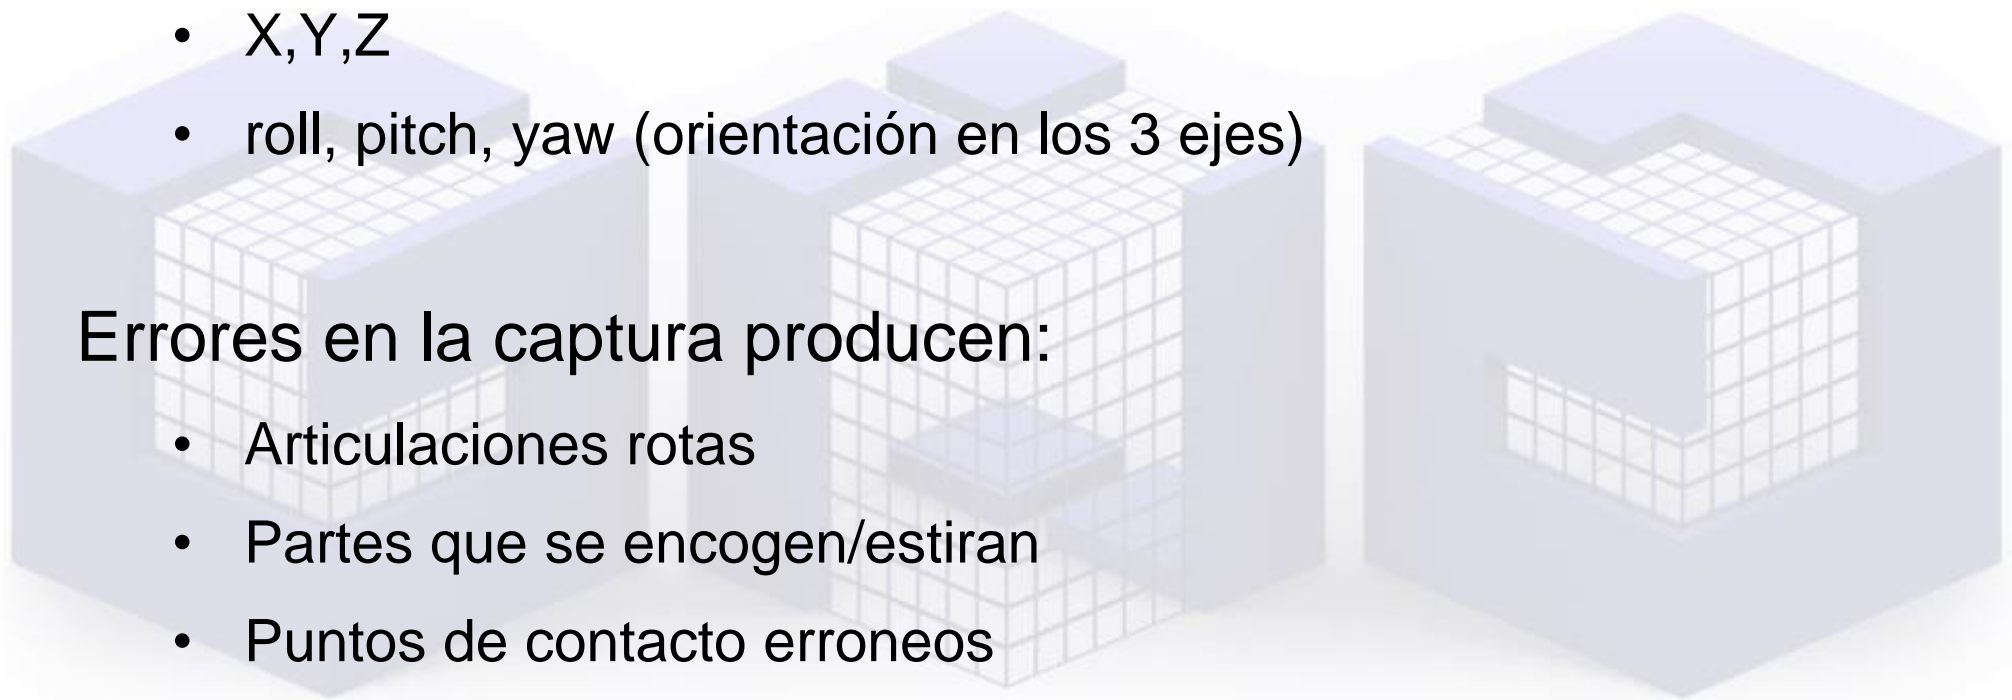 • X,Y,Z
• roll, pitch, yaw (orientación en los 3 ejes)
Errores en la captura producen:
• Articulaciones rotas
• Partes que se encogen/estiran
• Puntos de contacto erroneos